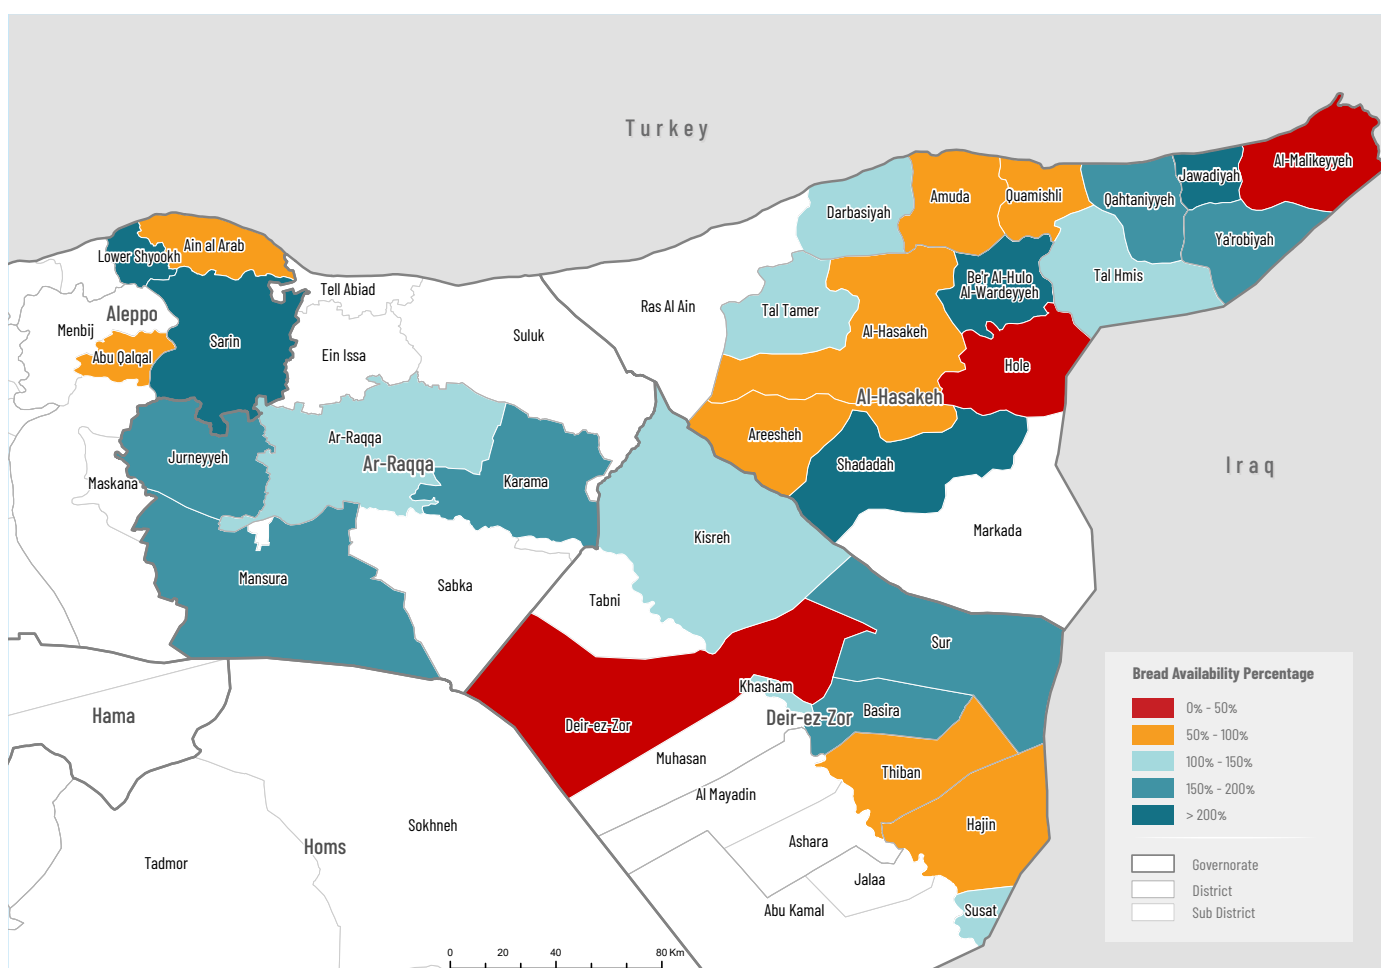 Turkey
Al-Malikeyyeh
Jawadiyah
Qahtaniyyeh
Quamishli
Amuda
Darbasiyah
Ya'robiyah
Ain al Arab
Lower Shyookh
Tal Hmis
Be'r Al-Hulo
Al-Wardeyyeh
Tell Abiad
Ras Al Ain
Tal Tamer
Aleppo
Menbij
Abu Qalqal
Sarin
Ein Issa
Suluk
Al-Hasakeh
Hole
Al-Hasakeh
Areesheh
Ar-Raqqa
Ar-Raqqa
Jurneyyeh
Shadadah
Iraq
Maskana
Karama
Markada
Kisreh
Mansura
Sabka
Tabni
Sur
Khasham
Basira
Deir-ez-Zor
Deir-ez-Zor
Hama
Muhasan
Thiban
Al Mayadin
Hajin
Sokhneh
Ashara
Homs
Tadmor
Jalaa
Abu Kamal
Susat
Bread Availability Percentage
0% - 50%
50% - 100%
100% - 150%
150% - 200%
> 200%
Governorate
District
Sub District
0 20 40 80 Km